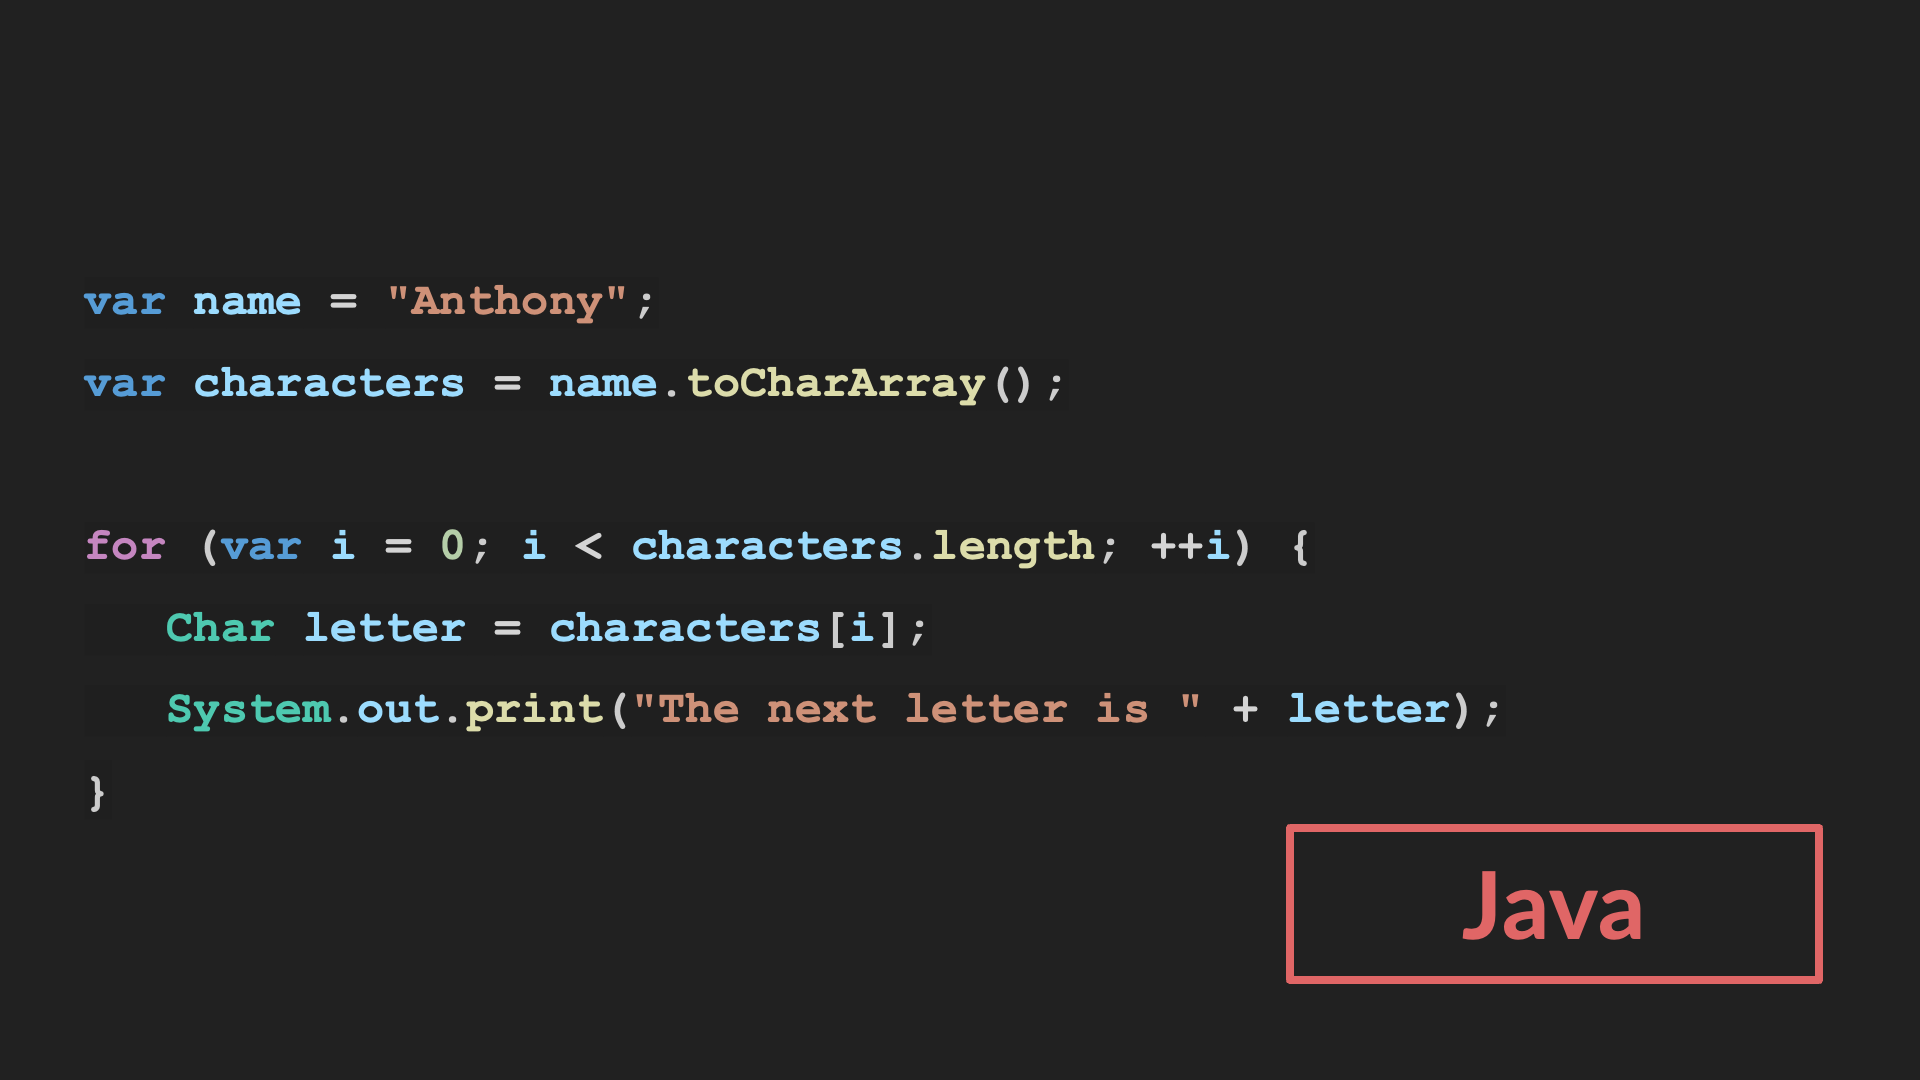 var name = "Anthony";
var characters = name.toCharArray();
for (var i = 0; i < characters.length; ++i) {
   Char letter = characters[i];
   System.out.print("The next letter is " + letter);
}
Java